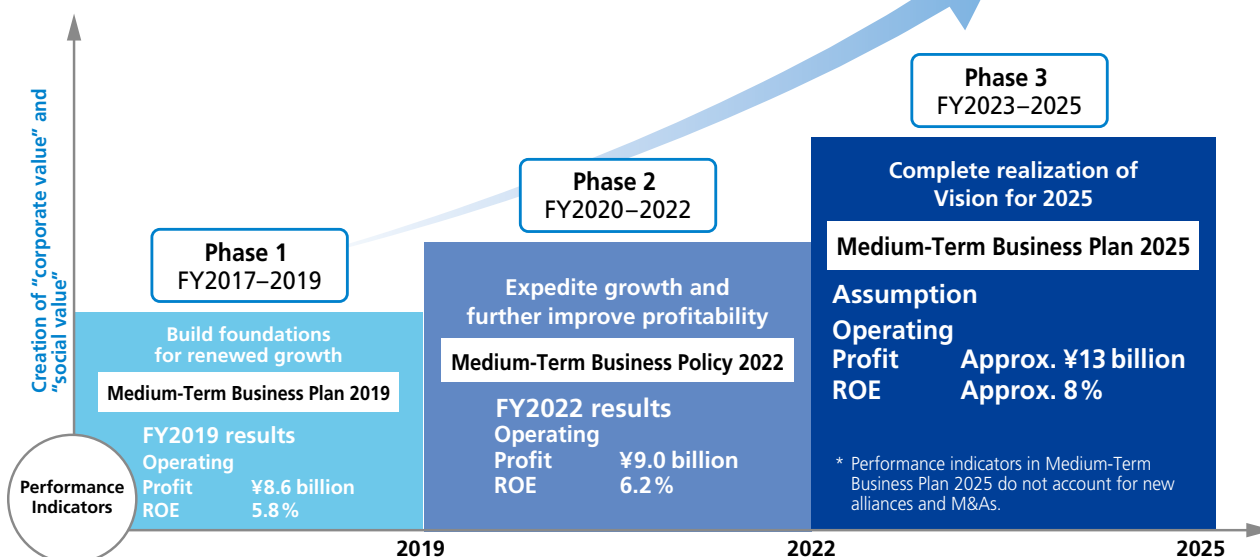 Creation of “corporate value” and
“social value”
Performance
Indicators
Phase 1
FY2017–2019
Build foundations
for renewed growth
Medium-Term Business Plan 2019
FY2019 results
Operating
Profit ¥8.6 billion
ROE 5.8%
Phase 2
FY2020–2022
Expedite growth and
further improve profitability
Medium-Term Business Policy 2022
FY2022 results
Operating
Profit ¥9.0 billion
ROE 6.2%
Phase 3
FY2023–2025
Complete realization of
Vision for 2025
Medium-Term Business Plan 2025
Assumption
Operating
Profit Approx. ¥13 billion
ROE Approx. 8%
* Performance indicators in Medium-Term
Business Plan 2025 do not account for new
alliances and M&As.
2019
2022
2025